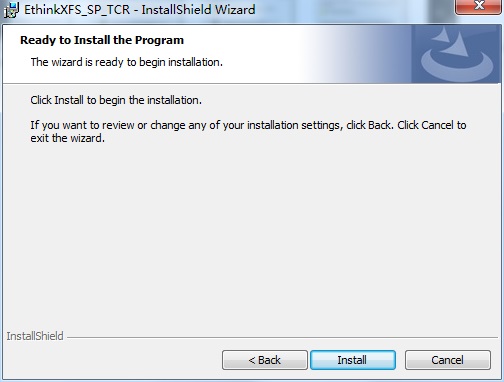 EthinkXFS_SP_TCR - InstallShield Wizard
Ready to Install the Program
The wizard is ready to begin installation.
Click Install to begin the installation.
If you want to review or change any of your installation settings, click Back. Click Cancel to
exit the wizard.
InstallShield
< Back
Install
Cancel